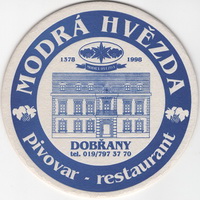 MODRÁ HVĚZDA
1378 1998
DOBŘANY
tel. 019/797 37 70
pivovar - restaurant